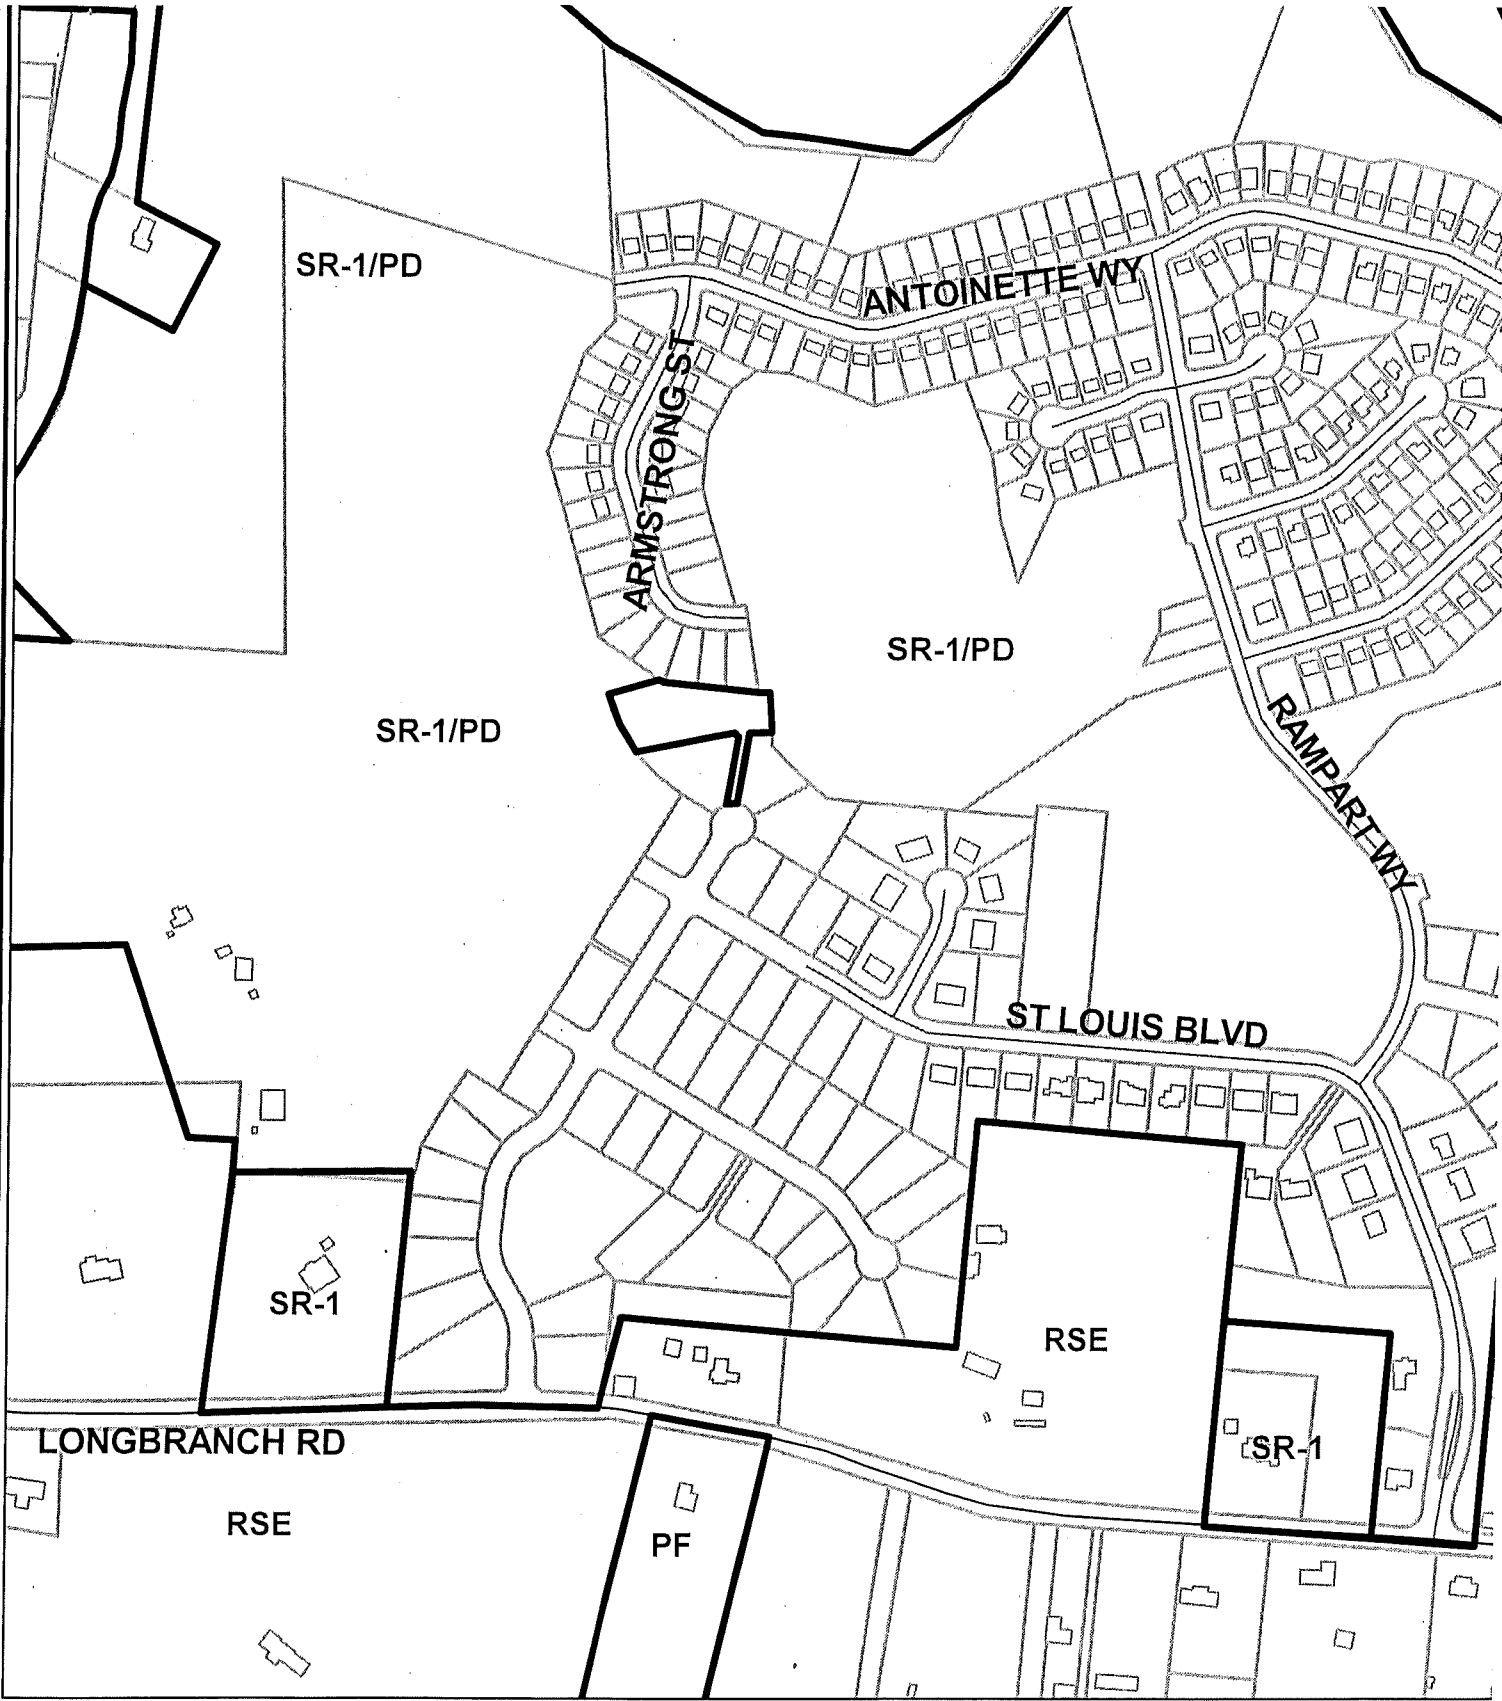 SR-1/PD
ANTOINETTE WY
ARMSTRONG ST
SR-1/PD
SR-1/PD
RAMPART WY
ST LOUIS BLVD
SR-1
RSE
LONGBRANCH RD
SR-1
RSE
PF